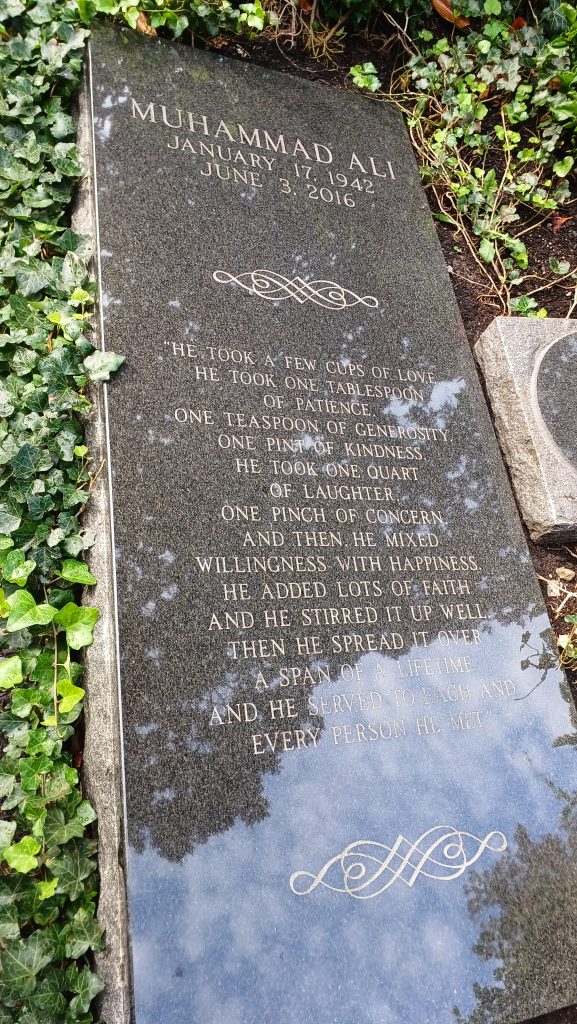 MUHAMMAD ALI
JANUARY 17, 1942
JUNE 3, 2016
"HE TOOK A FEW CUPS OF LOVE.
HE TOOK ONE TABLESPOON
OF PATIENCE,
ONE TEASPOON OF GENEROSITY,
ONE PINT OF KINDNESS.
HE TOOK ONE QUART
OF LAUGHTER,
ONE PINCH OF CONCERN.
AND THEN HE MIXED
WILLINGNESS WITH HAPPINESS.
HE ADDED LOTS OF FAITH
AND HE STIRRED IT UP WELL.
THEN HE SPREAD IT OVER
A SPAN OF A LIFETIME
AND HE SERVED TO EACH AND
EVERY PERSON HE MET"